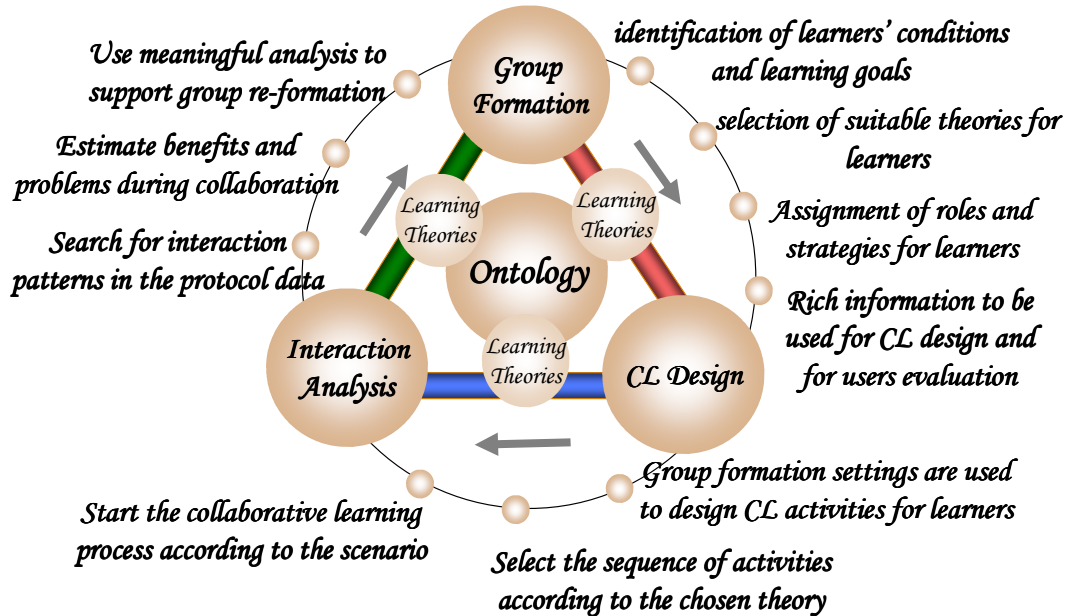 Group
Formation
identification of learners' conditions
and learning goals
selection of suitable theories for
learners
Assignment of roles and
strategies for learners
Rich information to be
used for CL design and
for users evaluation
CL Design
Group formation settings are used
to design CL activities for learners
Select the sequence of activities
according to the chosen theory
Start the collaborative learning
process according to the scenario
Interaction
Analysis
Search for interaction
patterns in the protocol data
Estimate benefits and
problems during collaboration
Use meaningful analysis to
support group re-formation
Learning
Theories
Learning
Theories
Ontology
Learning
Theories